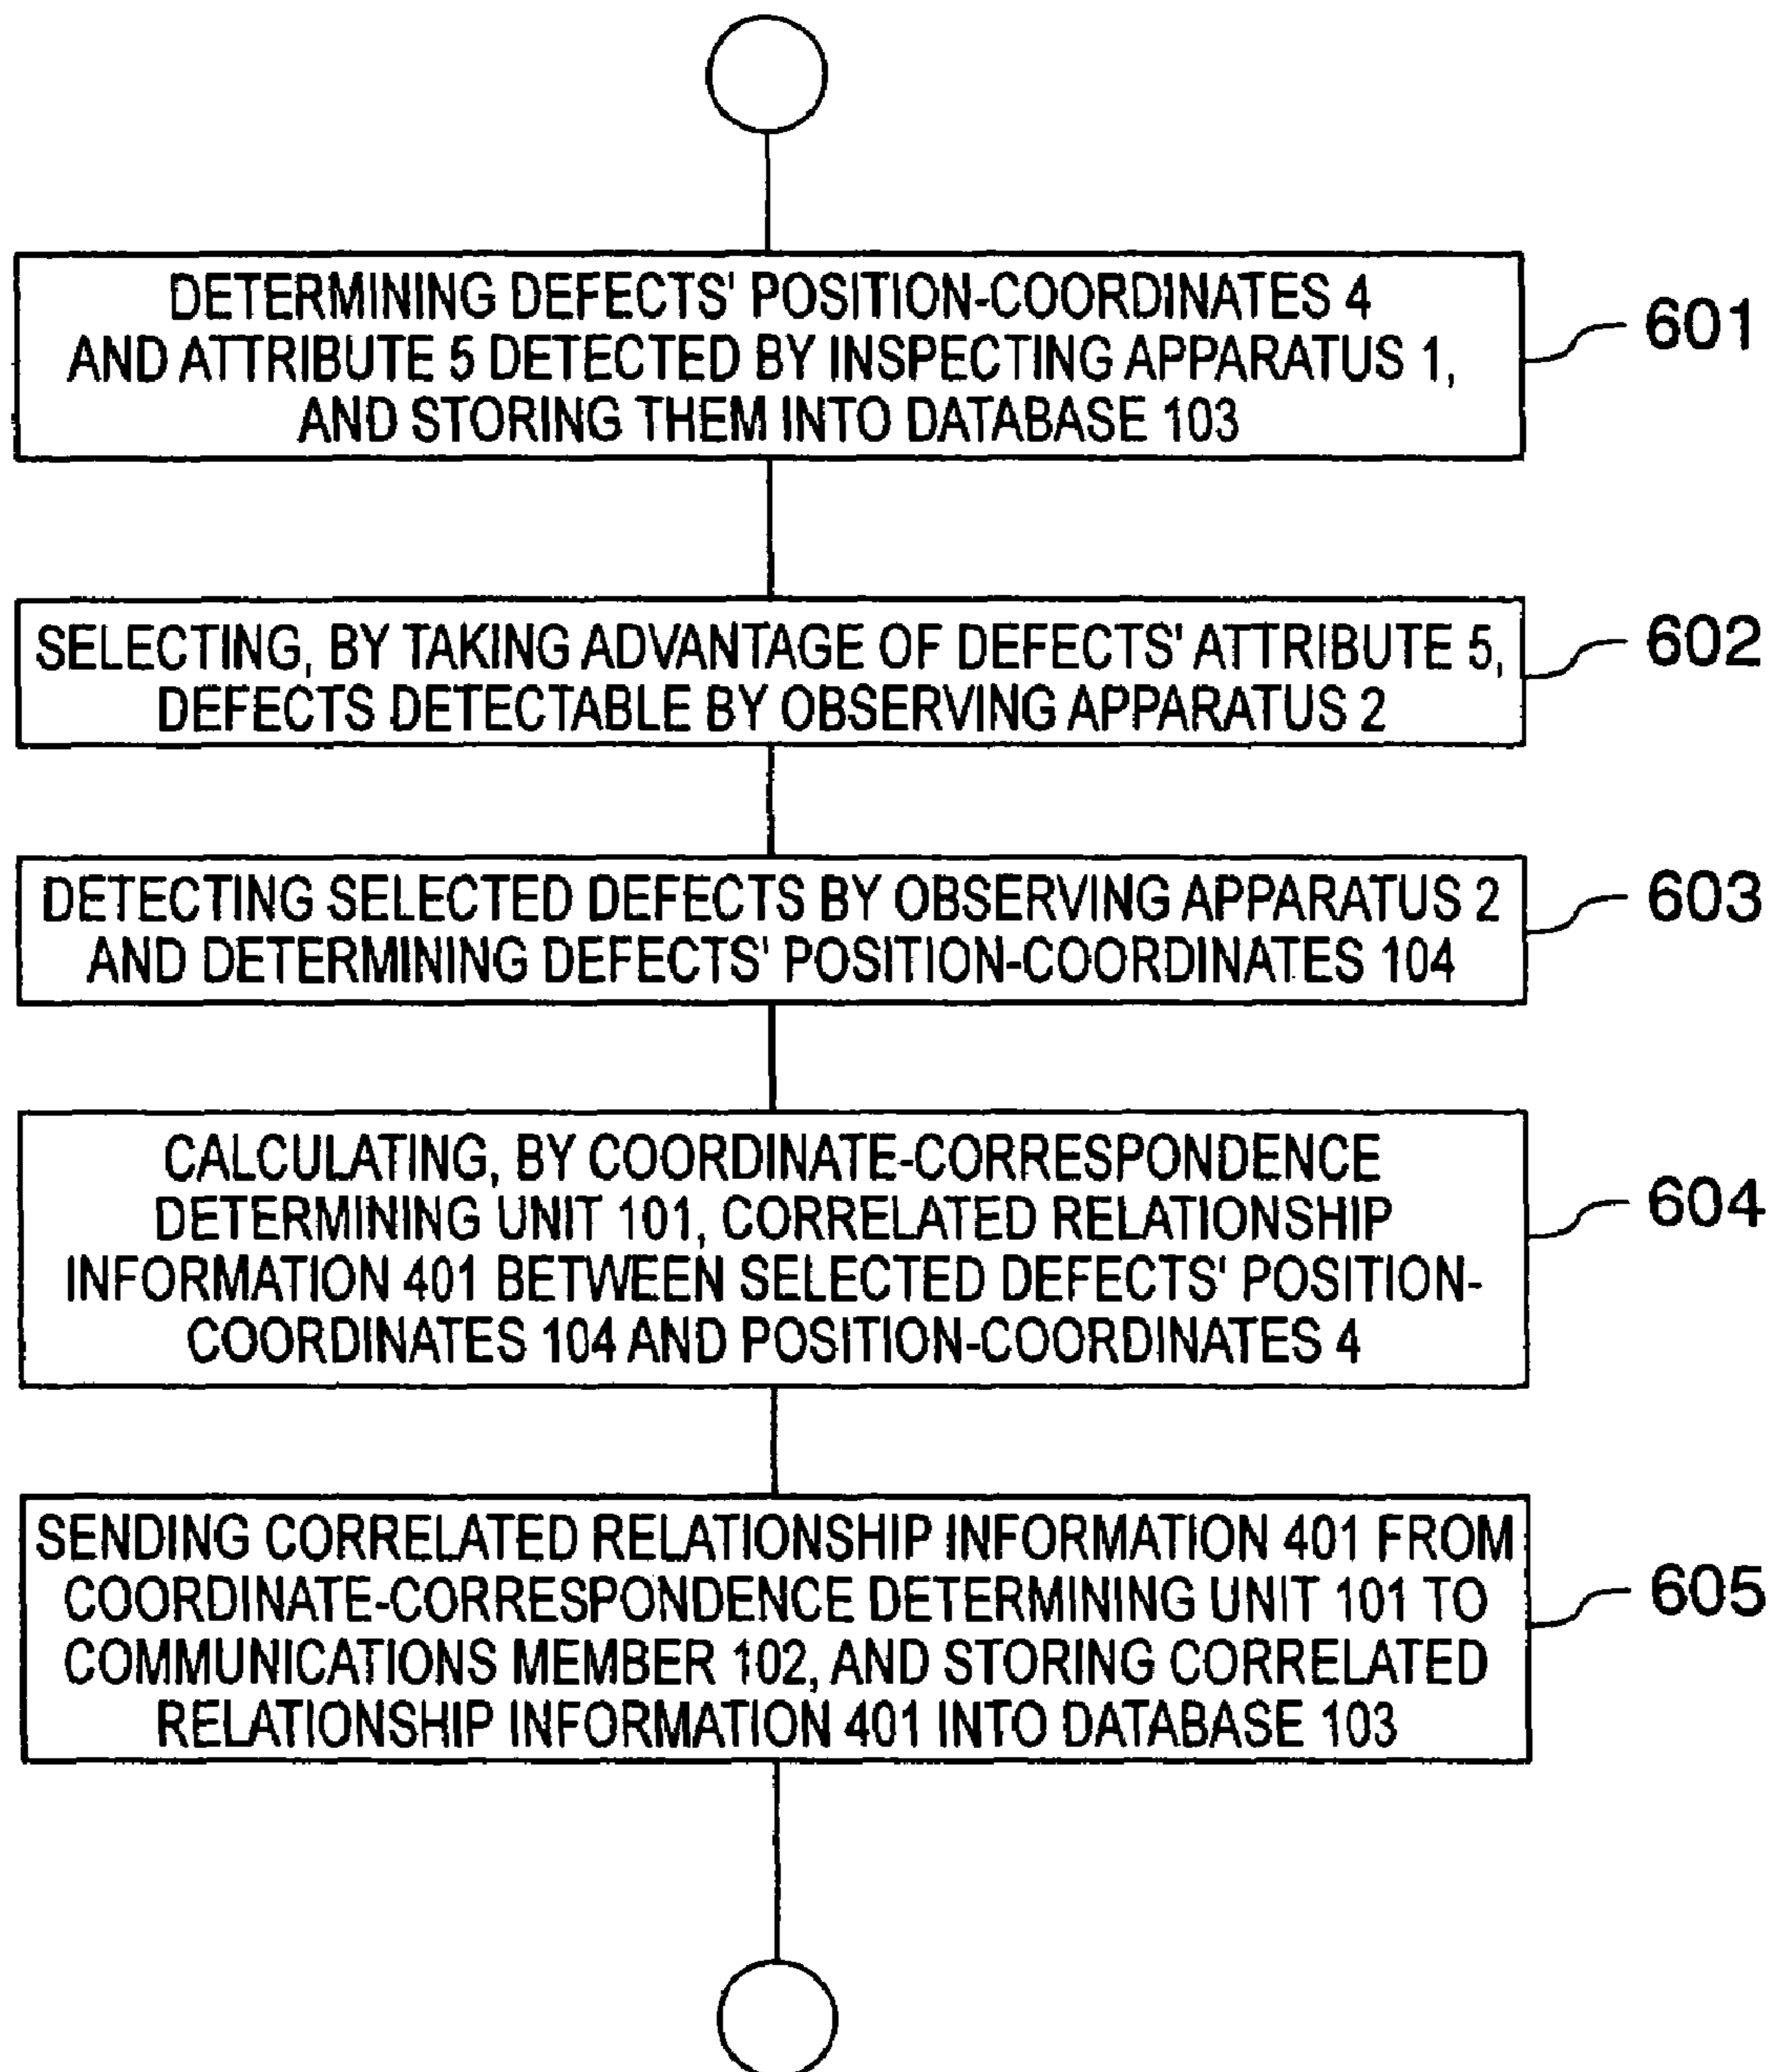 DETERMINING DEFECTS' POSITION-COORDINATES 4
AND ATTRIBUTE 5 DETECTED BY INSPECTING APPARATUS 1,
AND STORING THEM INTO DATABASE 103
601
SELECTING, BY TAKING ADVANTAGE OF DEFECTS' ATTRIBUTE 5,
DEFECTS DETECTABLE BY OBSERVING APPARATUS 2
602
DETECTING SELECTED DEFECTS BY OBSERVING APPARATUS 2
AND DETERMINING DEFECTS' POSITION-COORDINATES 104
603
CALCULATING, BY COORDINATE-CORRESPONDENCE
DETERMINING UNIT 101, CORRELATED RELATIONSHIP
INFORMATION 401 BETWEEN SELECTED DEFECTS' POSITION-
COORDINATES 104 AND POSITION-COORDINATES 4
604
SENDING CORRELATED RELATIONSHIP INFORMATION 401 FROM
COORDINATE-CORRESPONDENCE DETERMINING UNIT 101 TO
COMMUNICATIONS MEMBER 102, AND STORING CORRELATED
RELATIONSHIP INFORMATION 401 INTO DATABASE 103
605